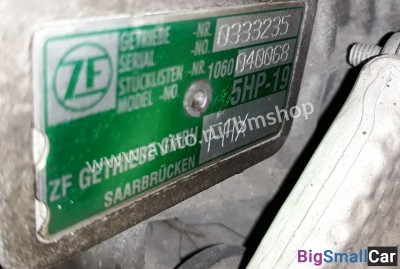 GETRIEBE -NR. 0333235
SERIAL -NO.
STÜCKLISTEN -NR. 1060 040068
MODEL -NO.
ZF
5HP-19
ZF GETRIEBE GMBH
SAARBRÜCKEN
BigSmallCar